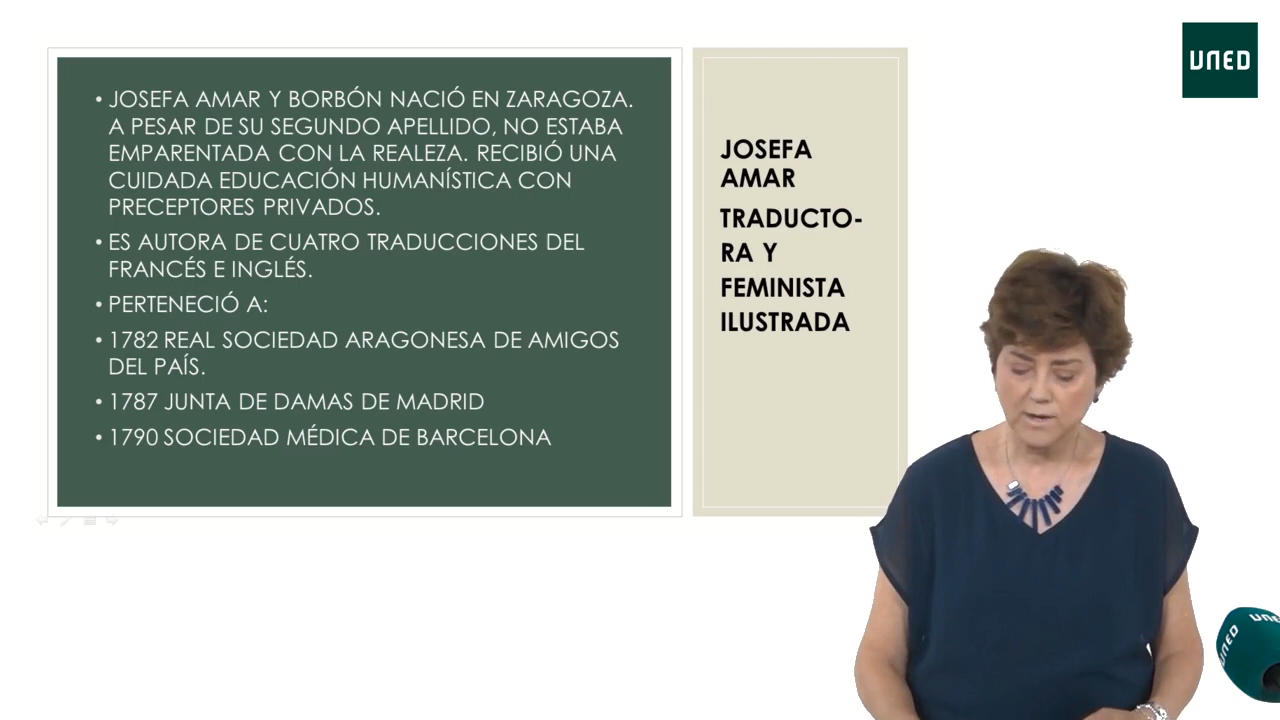 • JOSEFA AMAR Y BORBÓN NACIÓ EN ZARAGOZA.
A PESAR DE SU SEGUNDO APELLIDO, NO ESTABA
EMPARENTADA CON LA REALEZA. RECIBIÓ UNA
CUIDADA EDUCACIÓN HUMANÍSTICA CON
PRECEPTORES PRIVADOS.
• ES AUTORA DE CUATRO TRADUCCIONES DEL
FRANCÉS E INGLÉS.
• PERTENECIÓ A:
• 1782 REAL SOCIEDAD ARAGONESA DE AMIGOS
DEL PAÍS.
• 1787 JUNTA DE DAMAS DE MADRID
• 1790 SOCIEDAD MÉDICA DE BARCELONA
JOSEFA
AMAR
TRADUCTO-
RA Y
FEMINISTA
ILUSTRADA
UNED
UNED
UNE